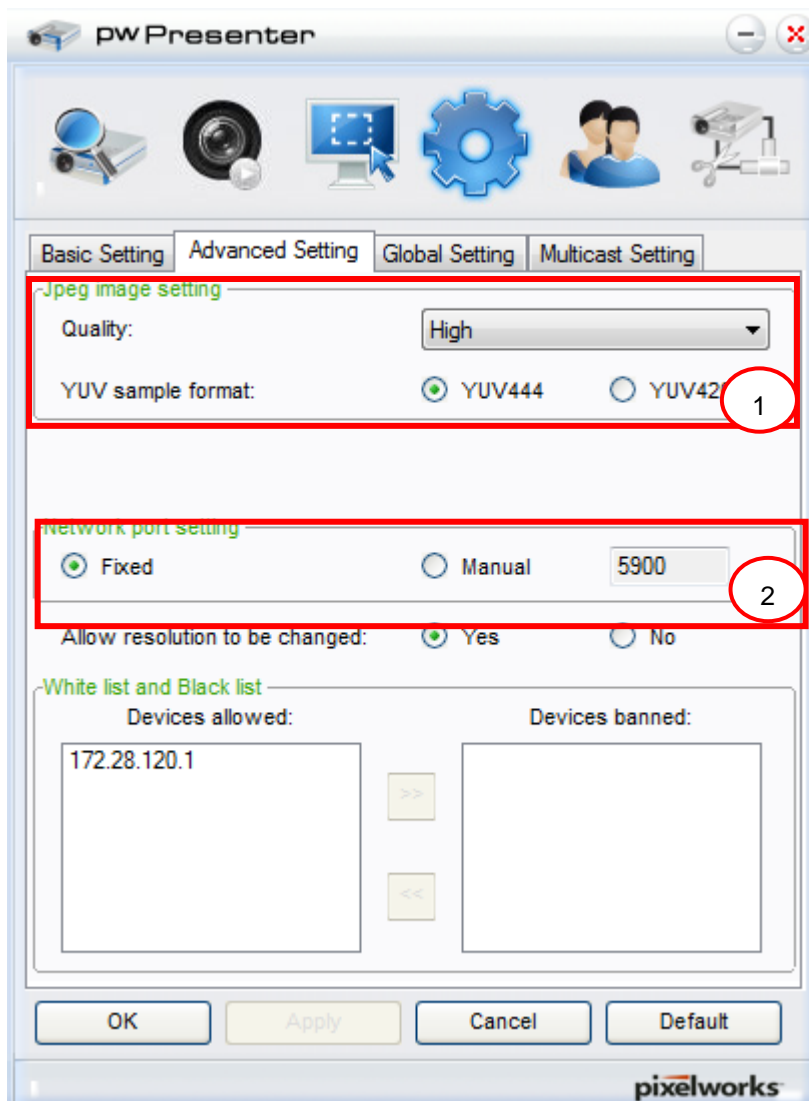 pwPresenter
Basic Setting Advanced Setting Global Setting Multicast Setting
Jpeg image setting
Quality: High
YUV sample format: YUV444 YUV42
1
Network port setting
Fixed Manual 5900
2
Allow resolution to be changed: Yes No
White list and Black list
Devices allowed: Devices banned:
172.28.120.1
>>
<<
OK Apply Cancel Default
pixelworks